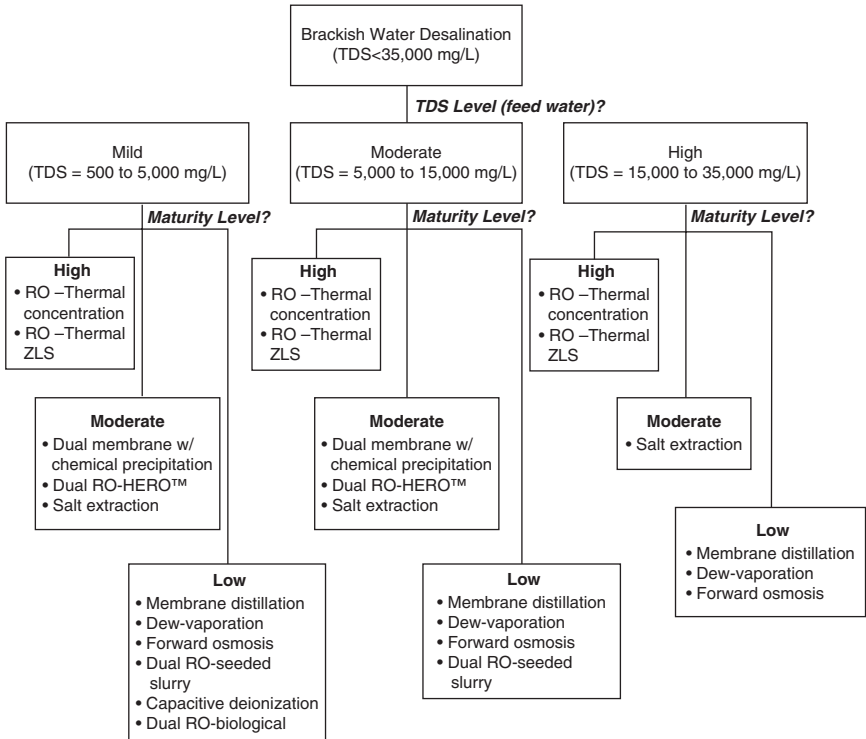 Brackish Water Desalination
(TDS<35,000 mg/L)
TDS Level (feed water)?
Mild
(TDS = 500 to 5,000 mg/L)
Moderate
(TDS = 5,000 to 15,000 mg/L)
High
(TDS = 15,000 to 35,000 mg/L)
Maturity Level?
Maturity Level?
Maturity Level?
High
• RO –Thermal
concentration
• RO –Thermal
ZLS
High
• RO –Thermal
concentration
• RO –Thermal
ZLS
High
• RO –Thermal
concentration
• RO –Thermal
ZLS
Moderate
• Dual membrane w/
chemical precipitation
• Dual RO-HERO™
• Salt extraction
Moderate
• Dual membrane w/
chemical precipitation
• Dual RO-HERO™
• Salt extraction
Moderate
• Salt extraction
Low
• Membrane distillation
• Dew-vaporation
• Forward osmosis
• Dual RO-seeded
slurry
• Capacitive deionization
• Dual RO-biological
Low
• Membrane distillation
• Dew-vaporation
• Forward osmosis
• Dual RO-seeded
slurry
Low
• Membrane distillation
• Dew-vaporation
• Forward osmosis